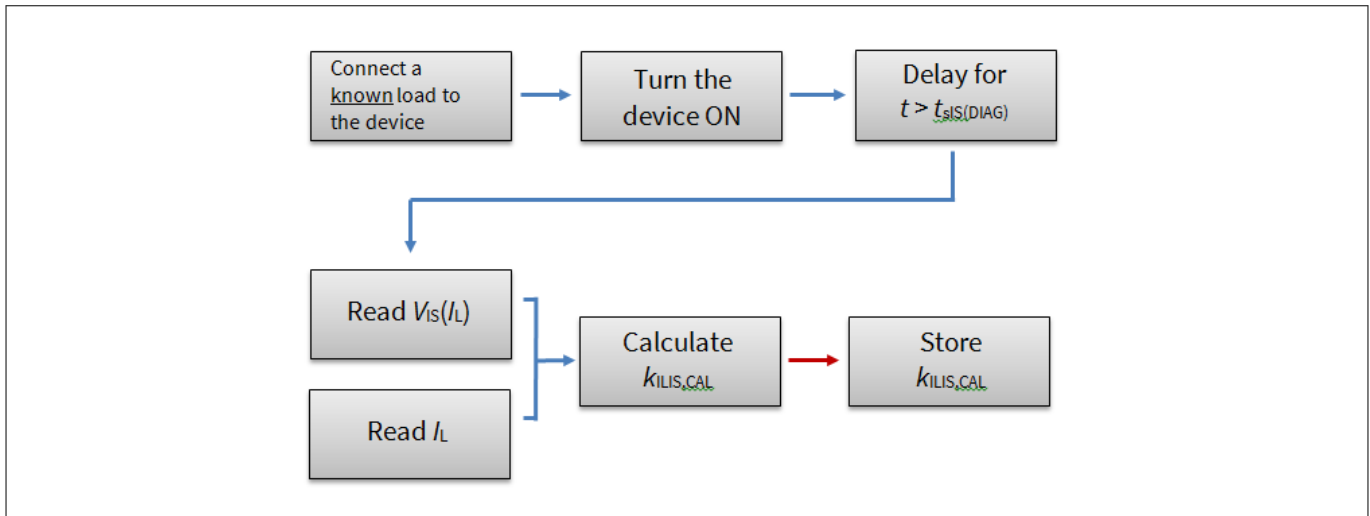 Connect a
known load to
the device
Turn the
device ON
Delay for
t > tsIS(DIAG)
Read VIS(IL)
Read IL
Calculate
kILIS,CAL
Store
kILIS,CAL